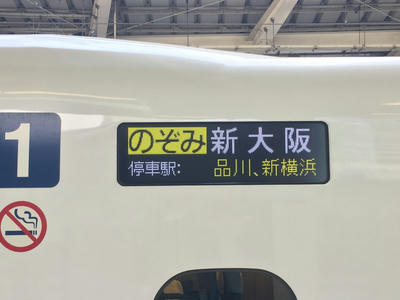 1
のぞみ 新大阪
停車駅: 品川、新横浜